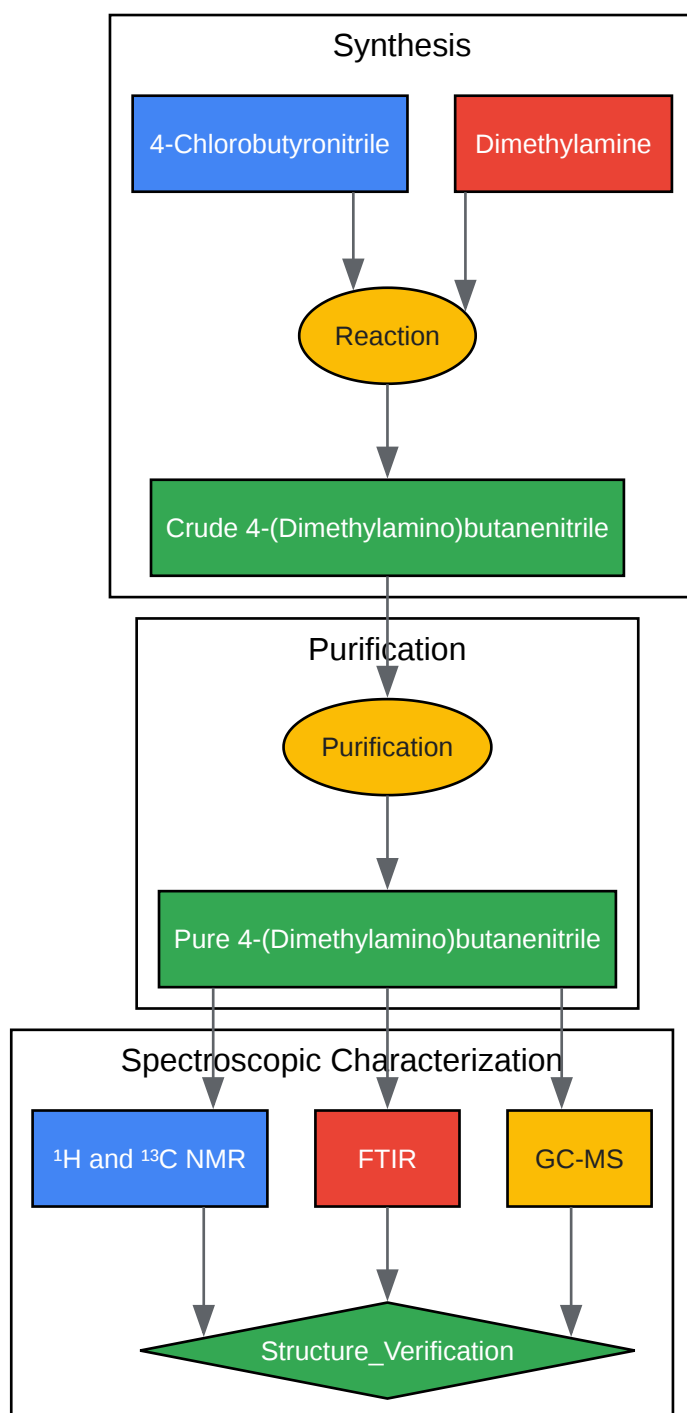 Synthesis
4-Chlorobutyronitrile
Dimethylamine
Reaction
Crude 4-(Dimethylamino)butanenitrile
Purification
Purification
Pure 4-(Dimethylamino)butanenitrile
Spectroscopic Characterization
¹H and ¹³C NMR
FTIR
GC-MS
Structure_Verification